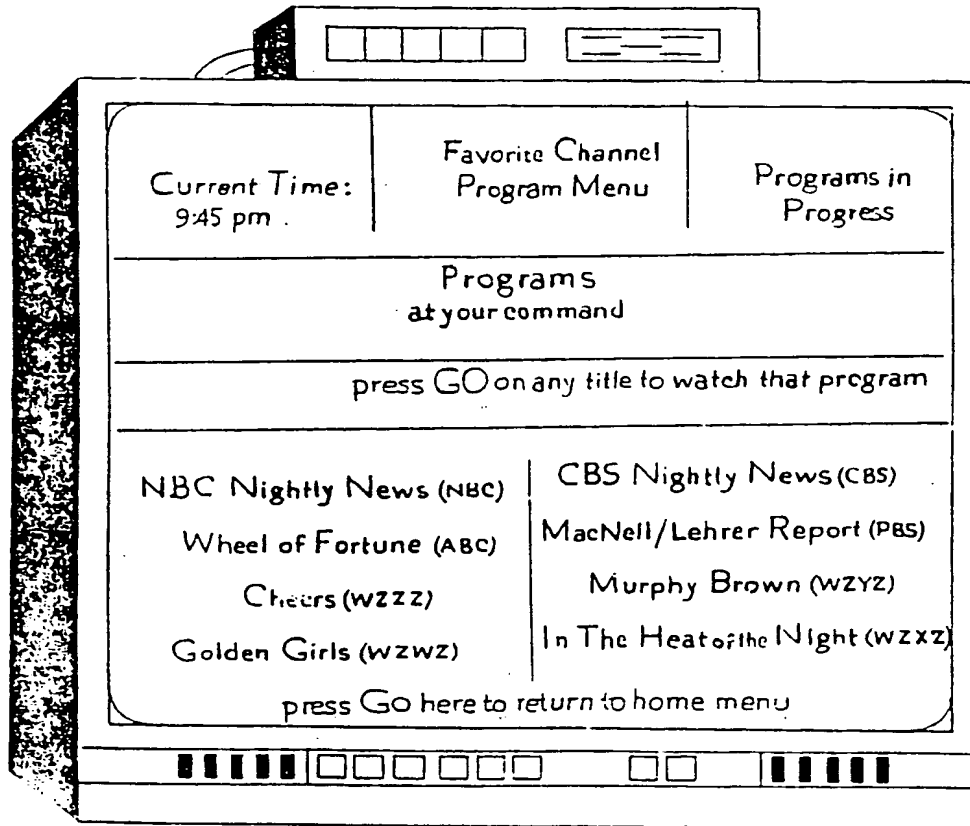 Current Time:
9:45 pm
Favorite Channel
Program Menu
Programs in
Progress
Programs
at your command
press GO on any title to watch that program
NBC Nightly News (NBC)
Wheel of Fortune (ABC)
Cheers (WZZZ)
Golden Girls (WZWZ)
CBS Nightly News (CBS)
MacNell/Lehrer Report (PBS)
Murphy Brown (WZYZ)
In The Heat of the Night (WZXZ)
press Go here to return to home menu